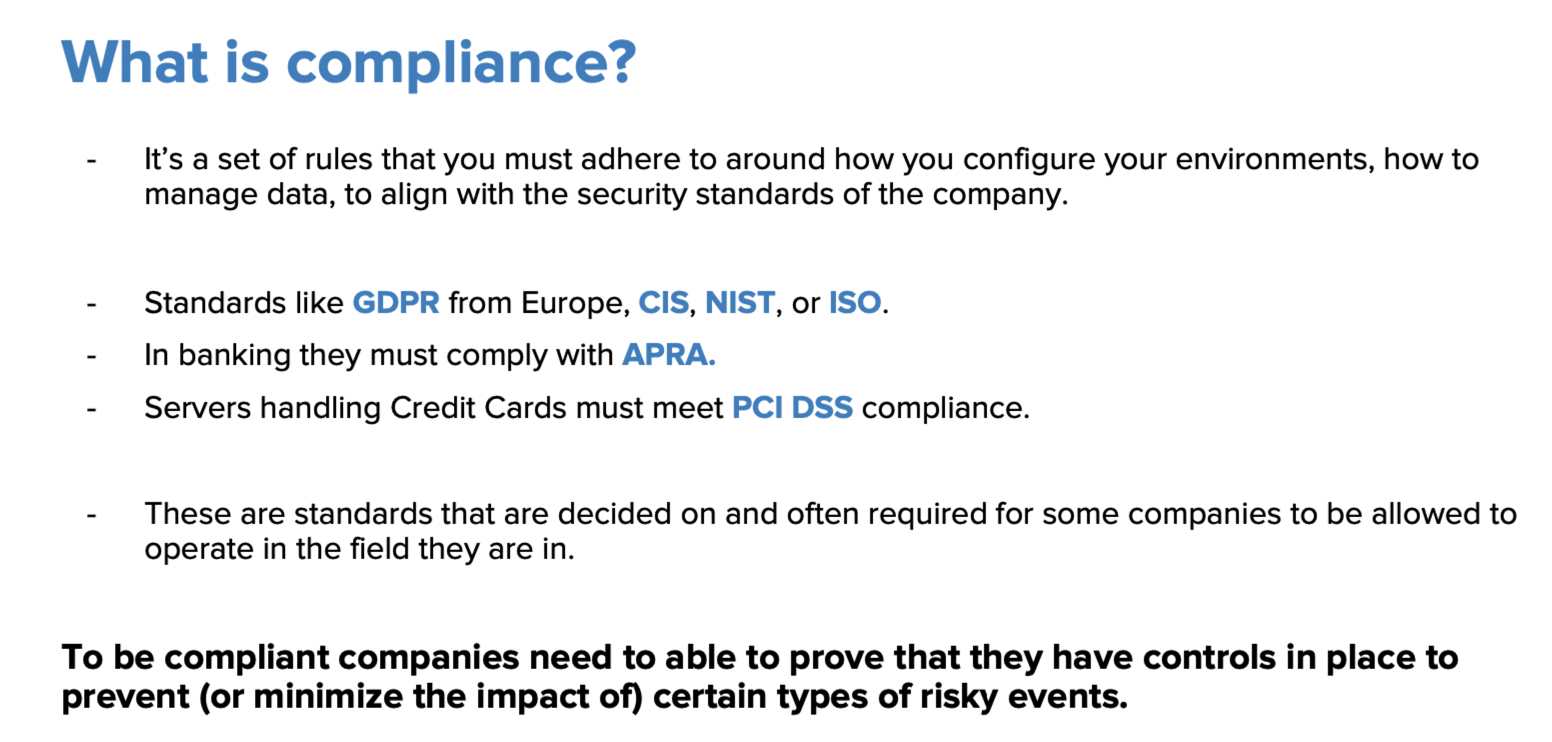 What is compliance?
- It’s a set of rules that you must adhere to around how you configure your environments, how to
manage data, to align with the security standards of the company.
- Standards like GDPR from Europe, CIS, NIST, or ISO.
- In banking they must comply with APRA.
- Servers handling Credit Cards must meet PCI DSS compliance.
- These are standards that are decided on and often required for some companies to be allowed to
operate in the field they are in.
To be compliant companies need to able to prove that they have controls in place to
prevent (or minimize the impact of) certain types of risky events.